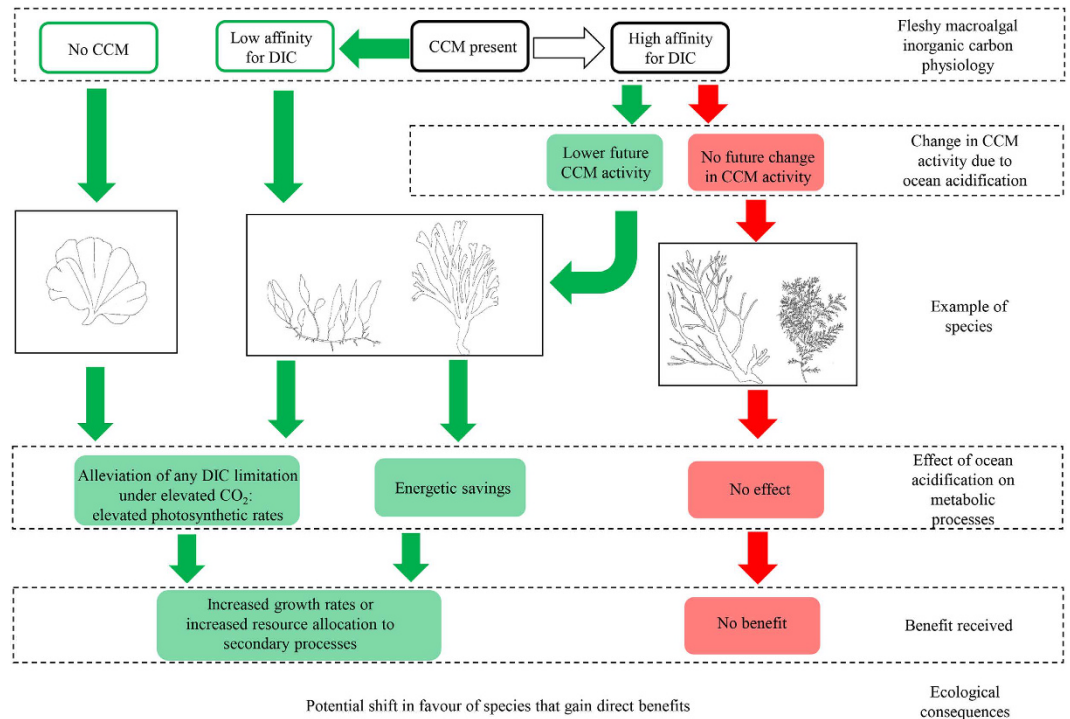 No CCM
Low affinity
for DIC
CCM present
High affinity
for DIC
Fleshy macroalgal
inorganic carbon
physiology
Lower future
CCM activity
No future change
in CCM activity
Change in CCM
activity due to
ocean acidification
Example of
species
Alleviation of any DIC limitation
under elevated CO₂:
elevated photosynthetic rates
Energetic savings
No effect
Effect of ocean
acidification on
metabolic
processes
Increased growth rates or
increased resource allocation to
secondary processes
No benefit
Benefit received
Potential shift in favour of species that gain direct benefits
Ecological
consequences